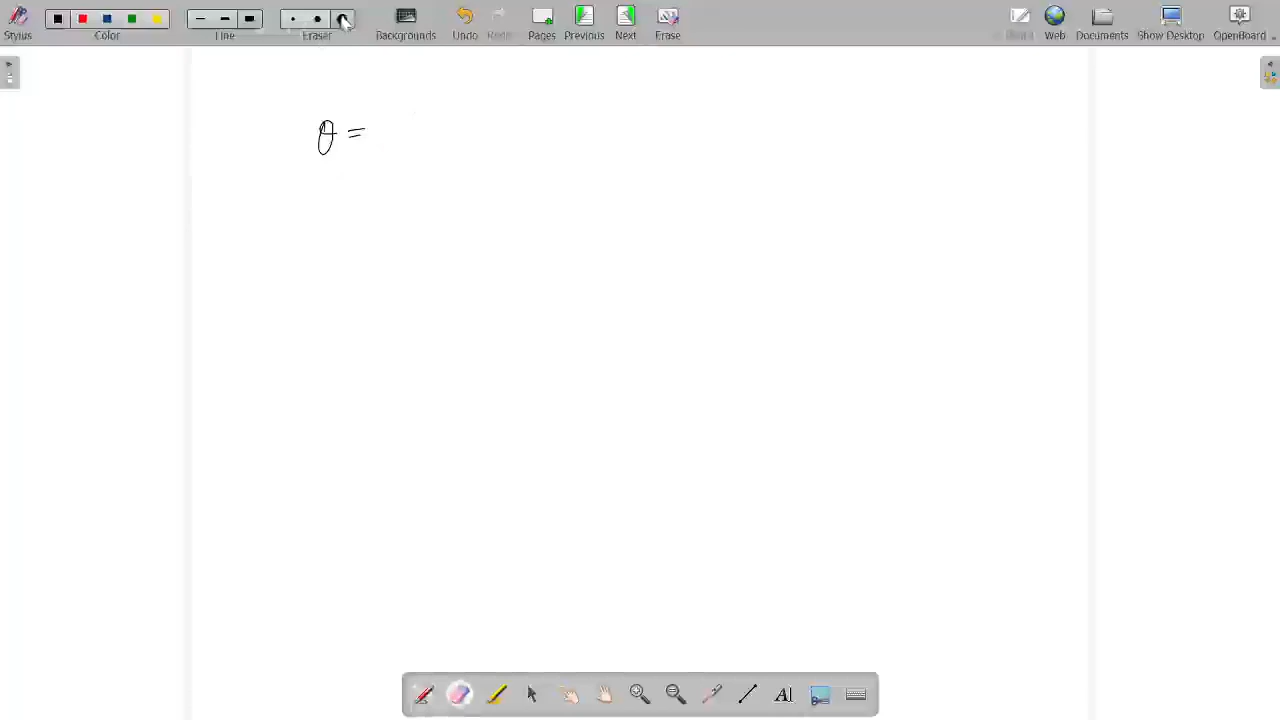 Stylus
Color
Line
Eraser
Backgrounds
Undo
Redo
Pages
Previous
Next
Erase
Web
Documents
Show Desktop
OpenBoard
θ =